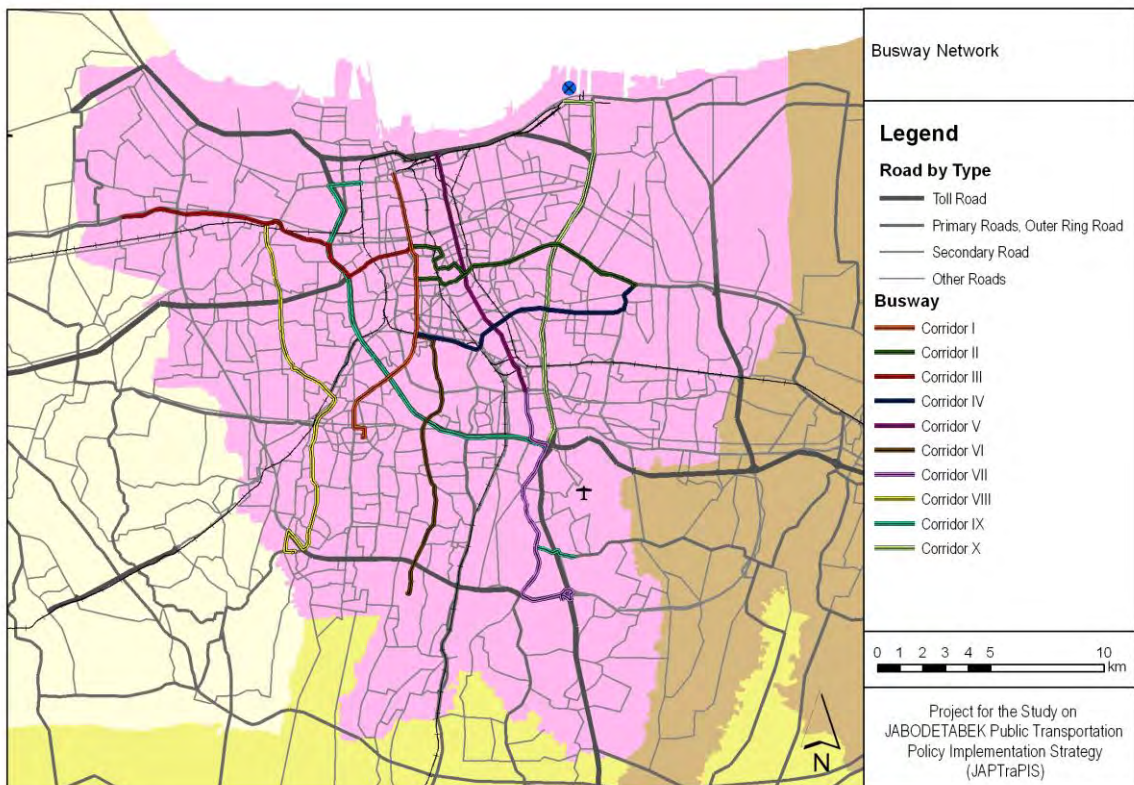 Busway Network
Legend
Road by Type
Toll Road
Primary Roads, Outer Ring Road
Secondary Road
Other Roads
Busway
Corridor I
Corridor II
Corridor III
Corridor IV
Corridor V
Corridor VI
Corridor VII
Corridor VIII
Corridor IX
Corridor X
0 1 2 3 4 5 10
km
Project for the Study on
JABODETABEK Public Transportation
Policy Implementation Strategy
(JAPTraPIS)
N